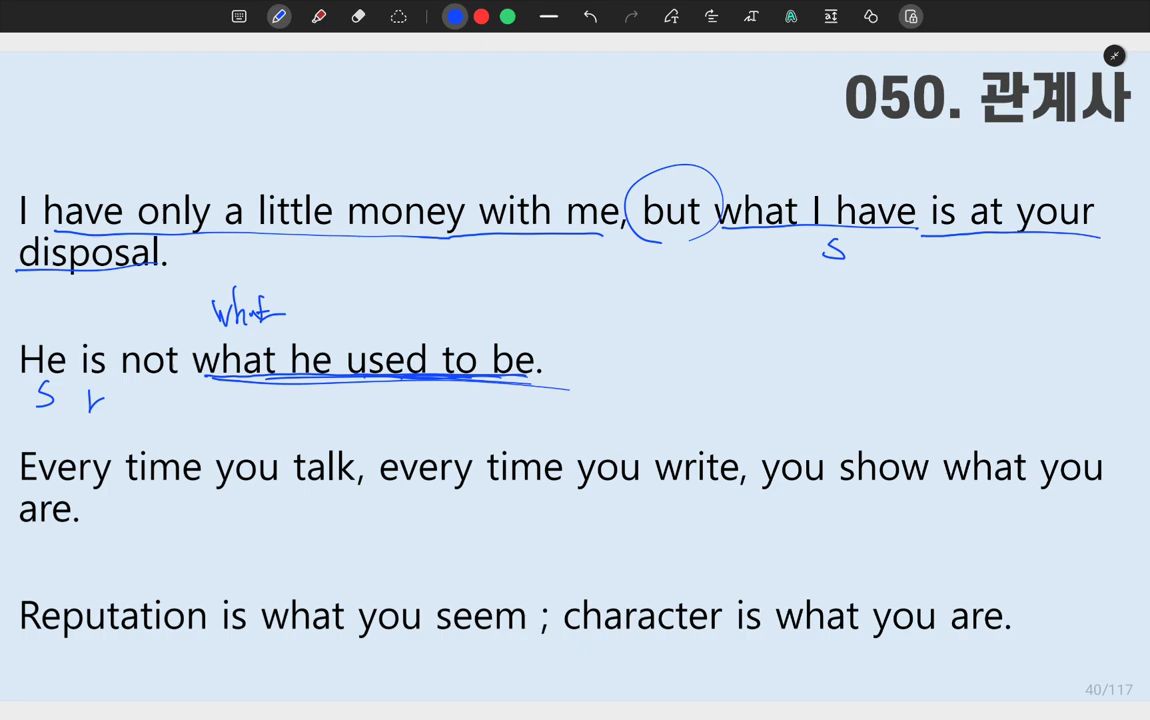 050. 관계사
I have only a little money with me, but what I have is at your
disposal.
S
what
He is not what he used to be.
S
Every time you talk, every time you write, you show what you
are.
Reputation is what you seem ; character is what you are.
40/117